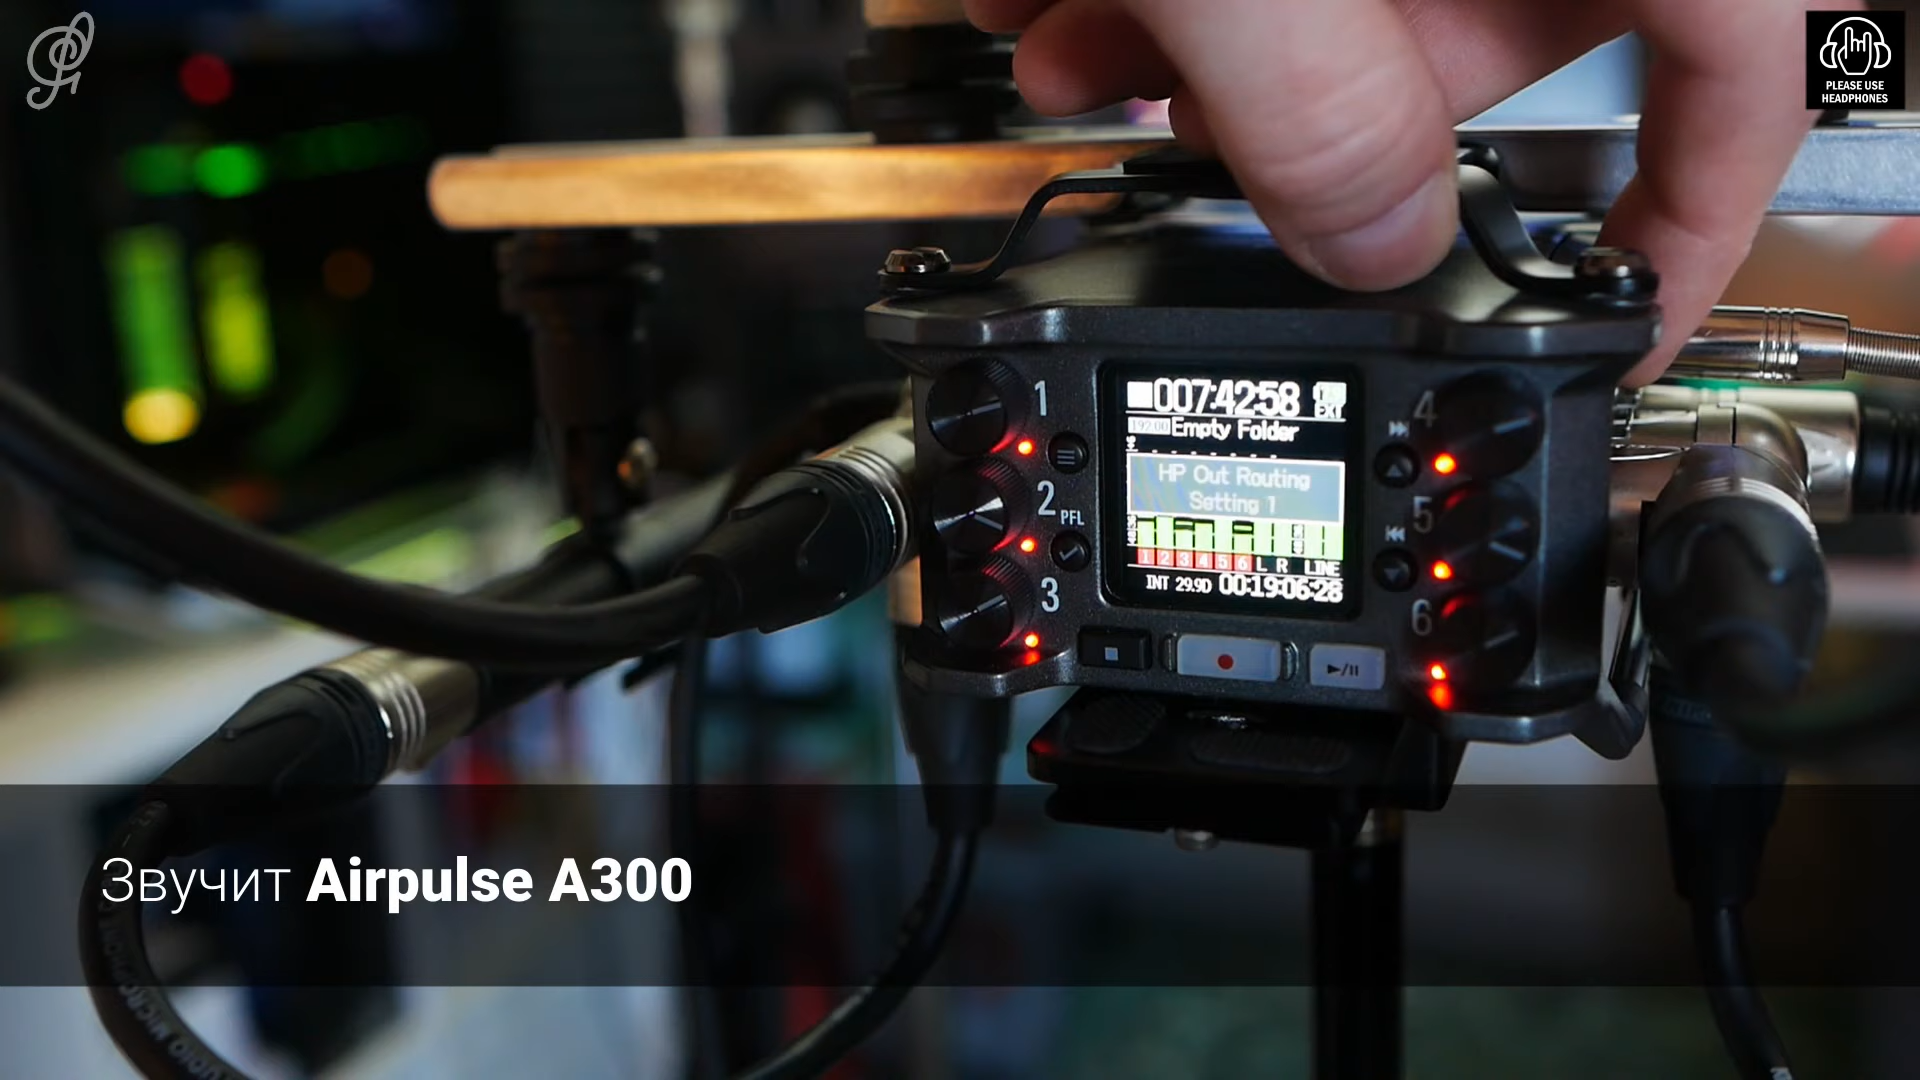 PLEASE USE
HEADPHONES
007:42:58
EXT
192.00 Empty Folder
HP Out Routing
Setting 1
1 2 3 4 5 6 L R LINE
INT 29.9D 00:19:06:28
1
2
PFL
3
4
5
6
Звучит Airpulse A300